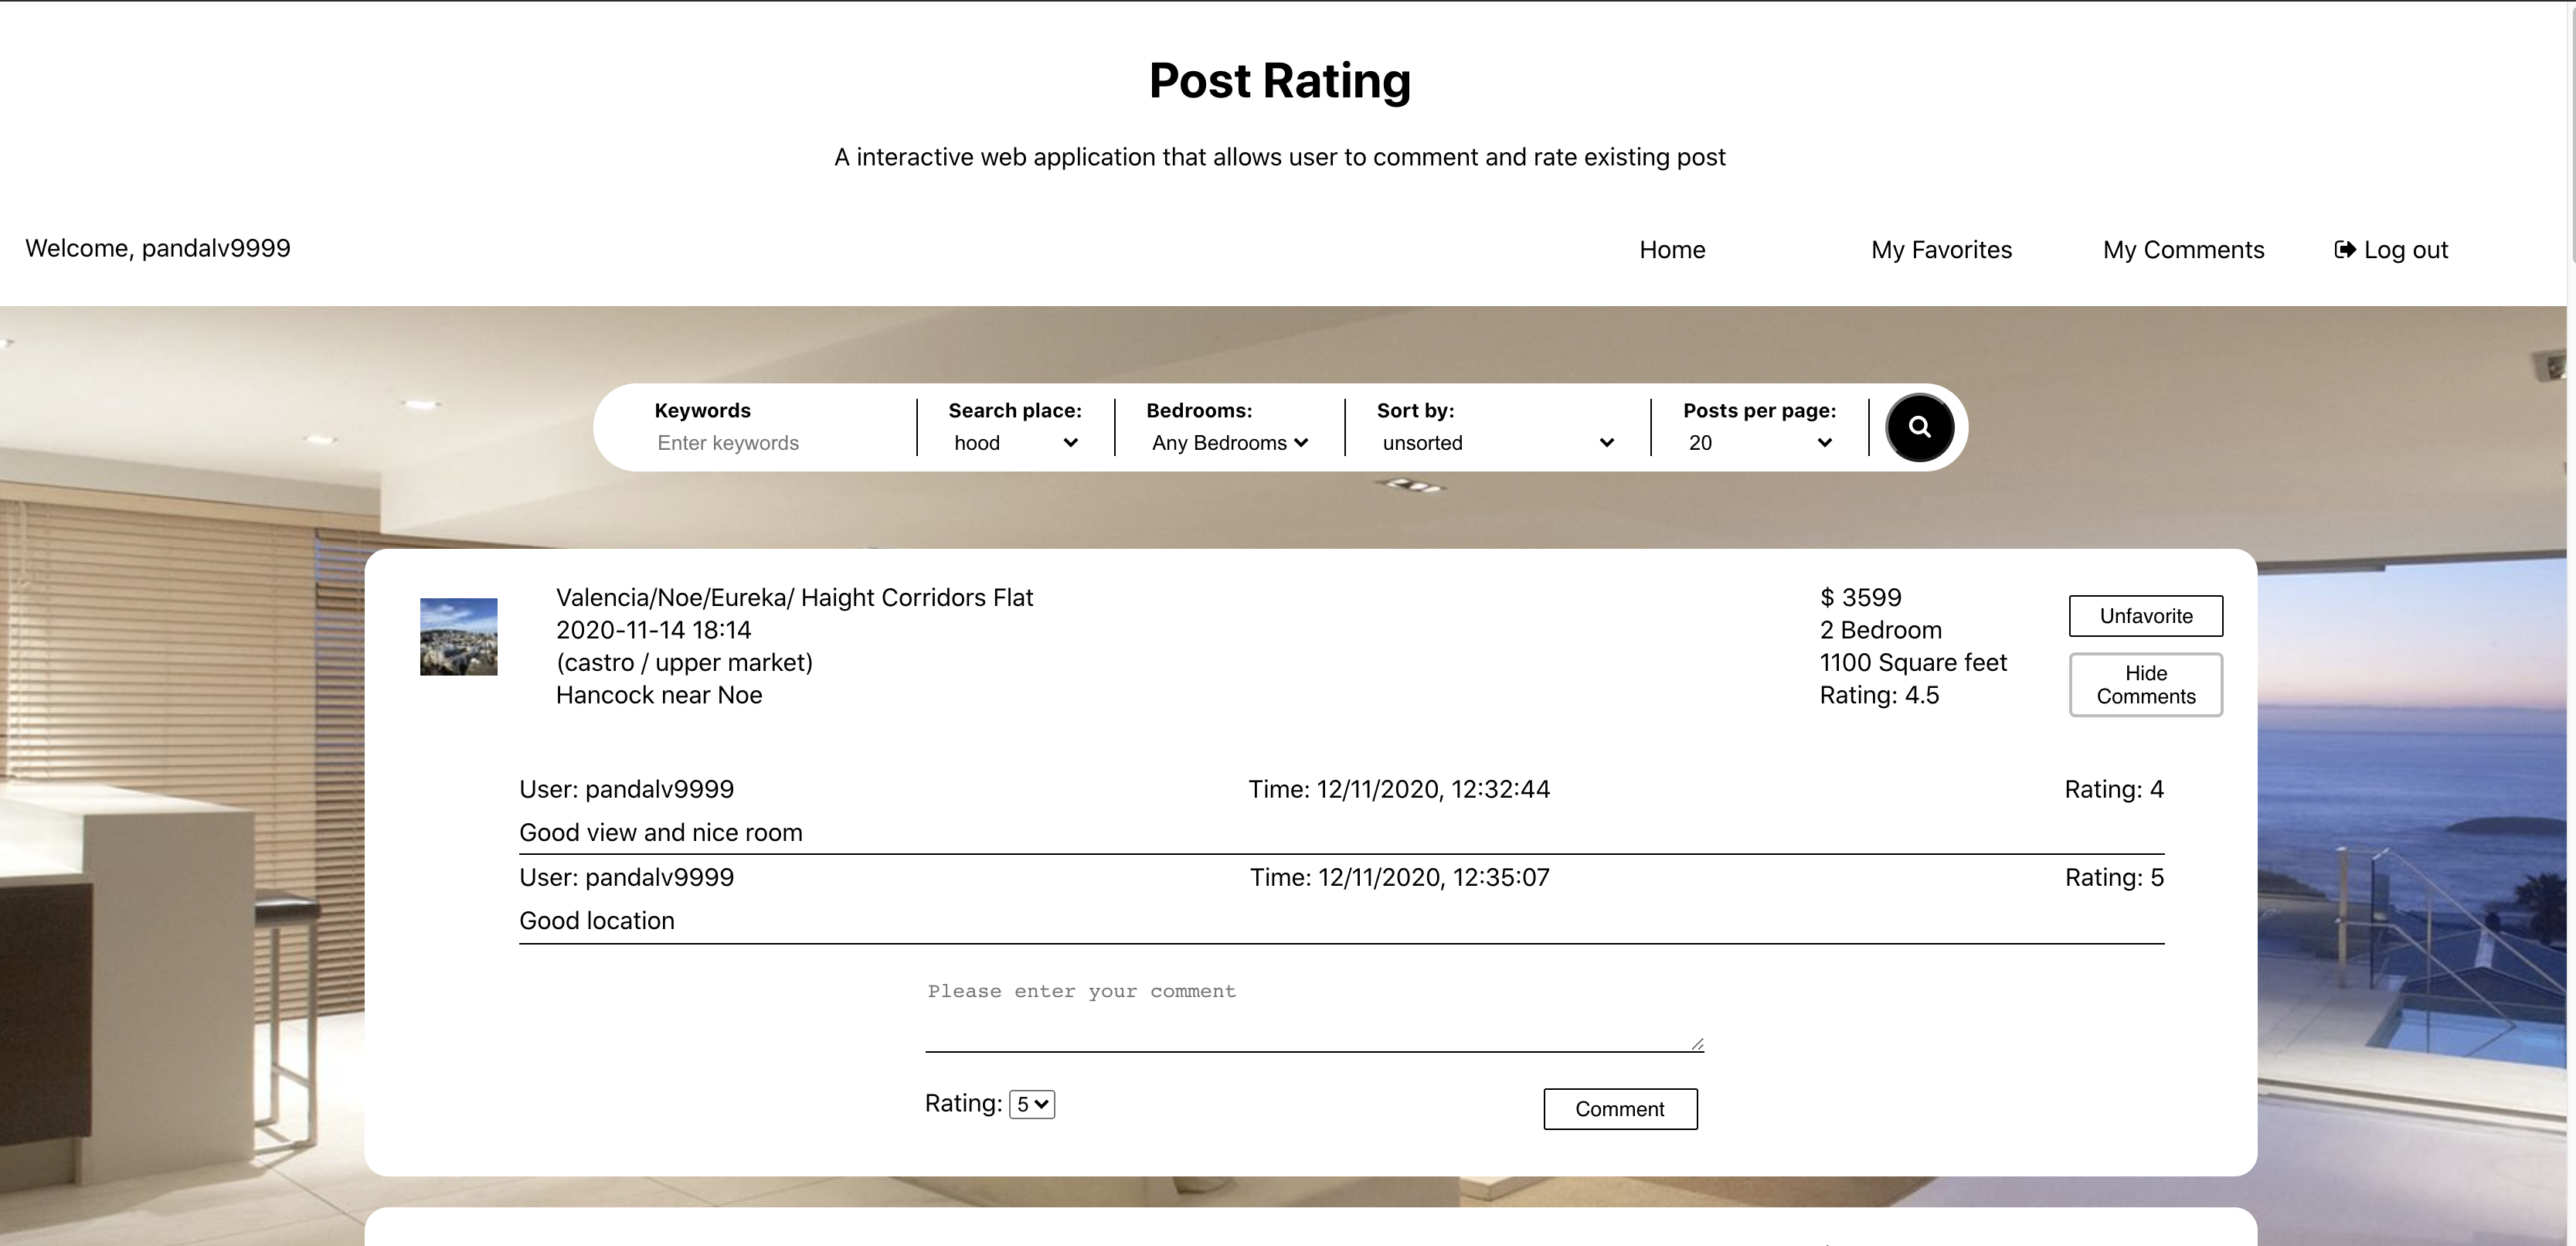 Post Rating
A interactive web application that allows user to comment and rate existing post
Welcome, pandalv9999
Home
My Favorites
My Comments
Log out
Keywords
Enter keywords
Search place:
hood
Bedrooms:
Any Bedrooms
Sort by:
unsorted
Posts per page:
20
Valencia/Noe/Eureka/ Haight Corridors Flat
2020-11-14 18:14
(castro / upper market)
Hancock near Noe
$ 3599
2 Bedroom
1100 Square feet
Rating: 4.5
Unfavorite
Hide
Comments
User: pandalv9999
Time: 12/11/2020, 12:32:44
Rating: 4
Good view and nice room
User: pandalv9999
Time: 12/11/2020, 12:35:07
Rating: 5
Good location
Please enter your comment
Rating: 5
Comment